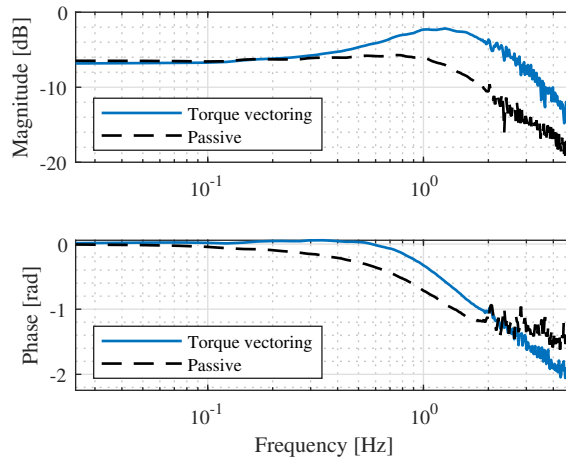 0
-10
-20
Magnitude [dB]
Torque vectoring
Passive
10^-1
10^0
0
-1
-2
Phase [rad]
Torque vectoring
Passive
10^-1
10^0
Frequency [Hz]